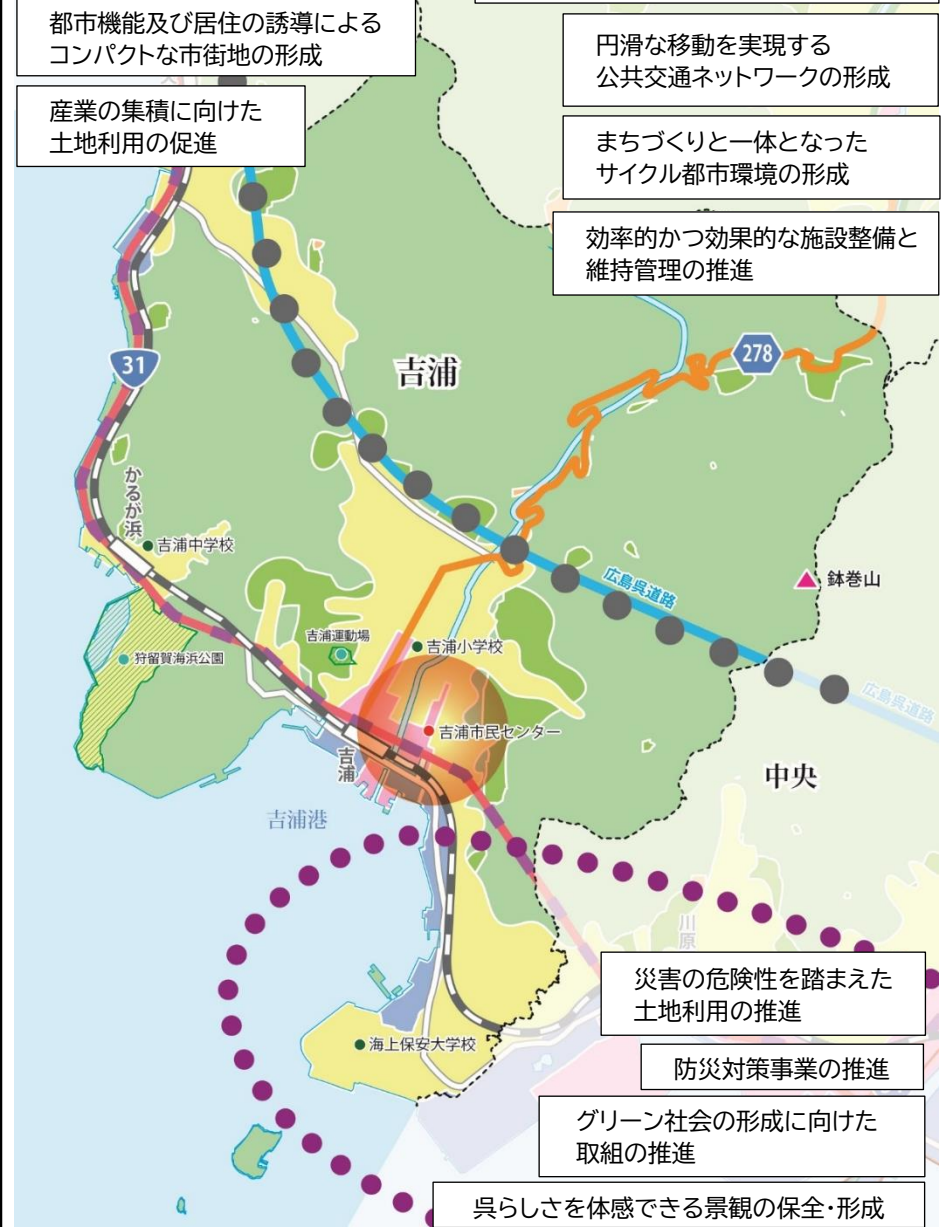 都市機能及び居住の誘導による
コンパクトな市街地の形成
産業の集積に向けた
土地利用の促進
円滑な移動を実現する
公共交通ネットワークの形成
まちづくりと一体となった
サイクル都市環境の形成
効率的かつ効果的な施設整備と
維持管理の推進
31
278
吉浦
かるが浜
吉浦中学校
広島呉道路
鉢巻山
狩留賀海浜公園
吉浦運動場
吉浦小学校
広島呉道路
吉浦市民センター
吉浦
中央
吉浦港
川原
海上保安大学校
災害の危険性を踏まえた
土地利用の推進
防災対策事業の推進
グリーン社会の形成に向けた
取組の推進
呉らしさを体感できる景観の保全・形成